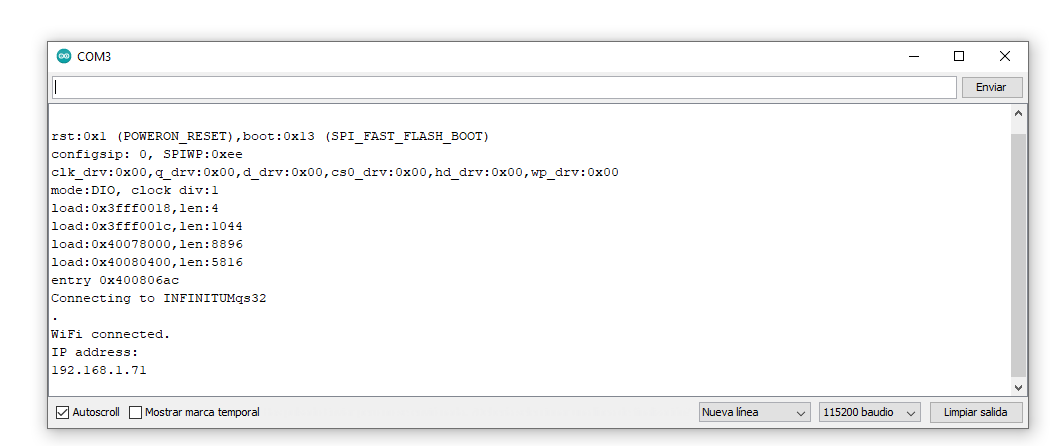 COM3
Enviar
rst:0x1 (POWERON_RESET),boot:0x13 (SPI_FAST_FLASH_BOOT)
configsip: 0, SPIWP:0xee
clk_drv:0x00,q_drv:0x00,d_drv:0x00,cs0_drv:0x00,hd_drv:0x00,wp_drv:0x00
mode:DIO, clock div:1
load:0x3fff0018,len:4
load:0x3fff001c,len:1044
load:0x40078000,len:8896
load:0x40080400,len:5816
entry 0x400806ac
Connecting to INFINITUMqs32
.
WiFi connected.
IP address:
192.168.1.71
Autoscroll Mostrar marca temporal Nueva línea 115200 baudio Limpiar salida